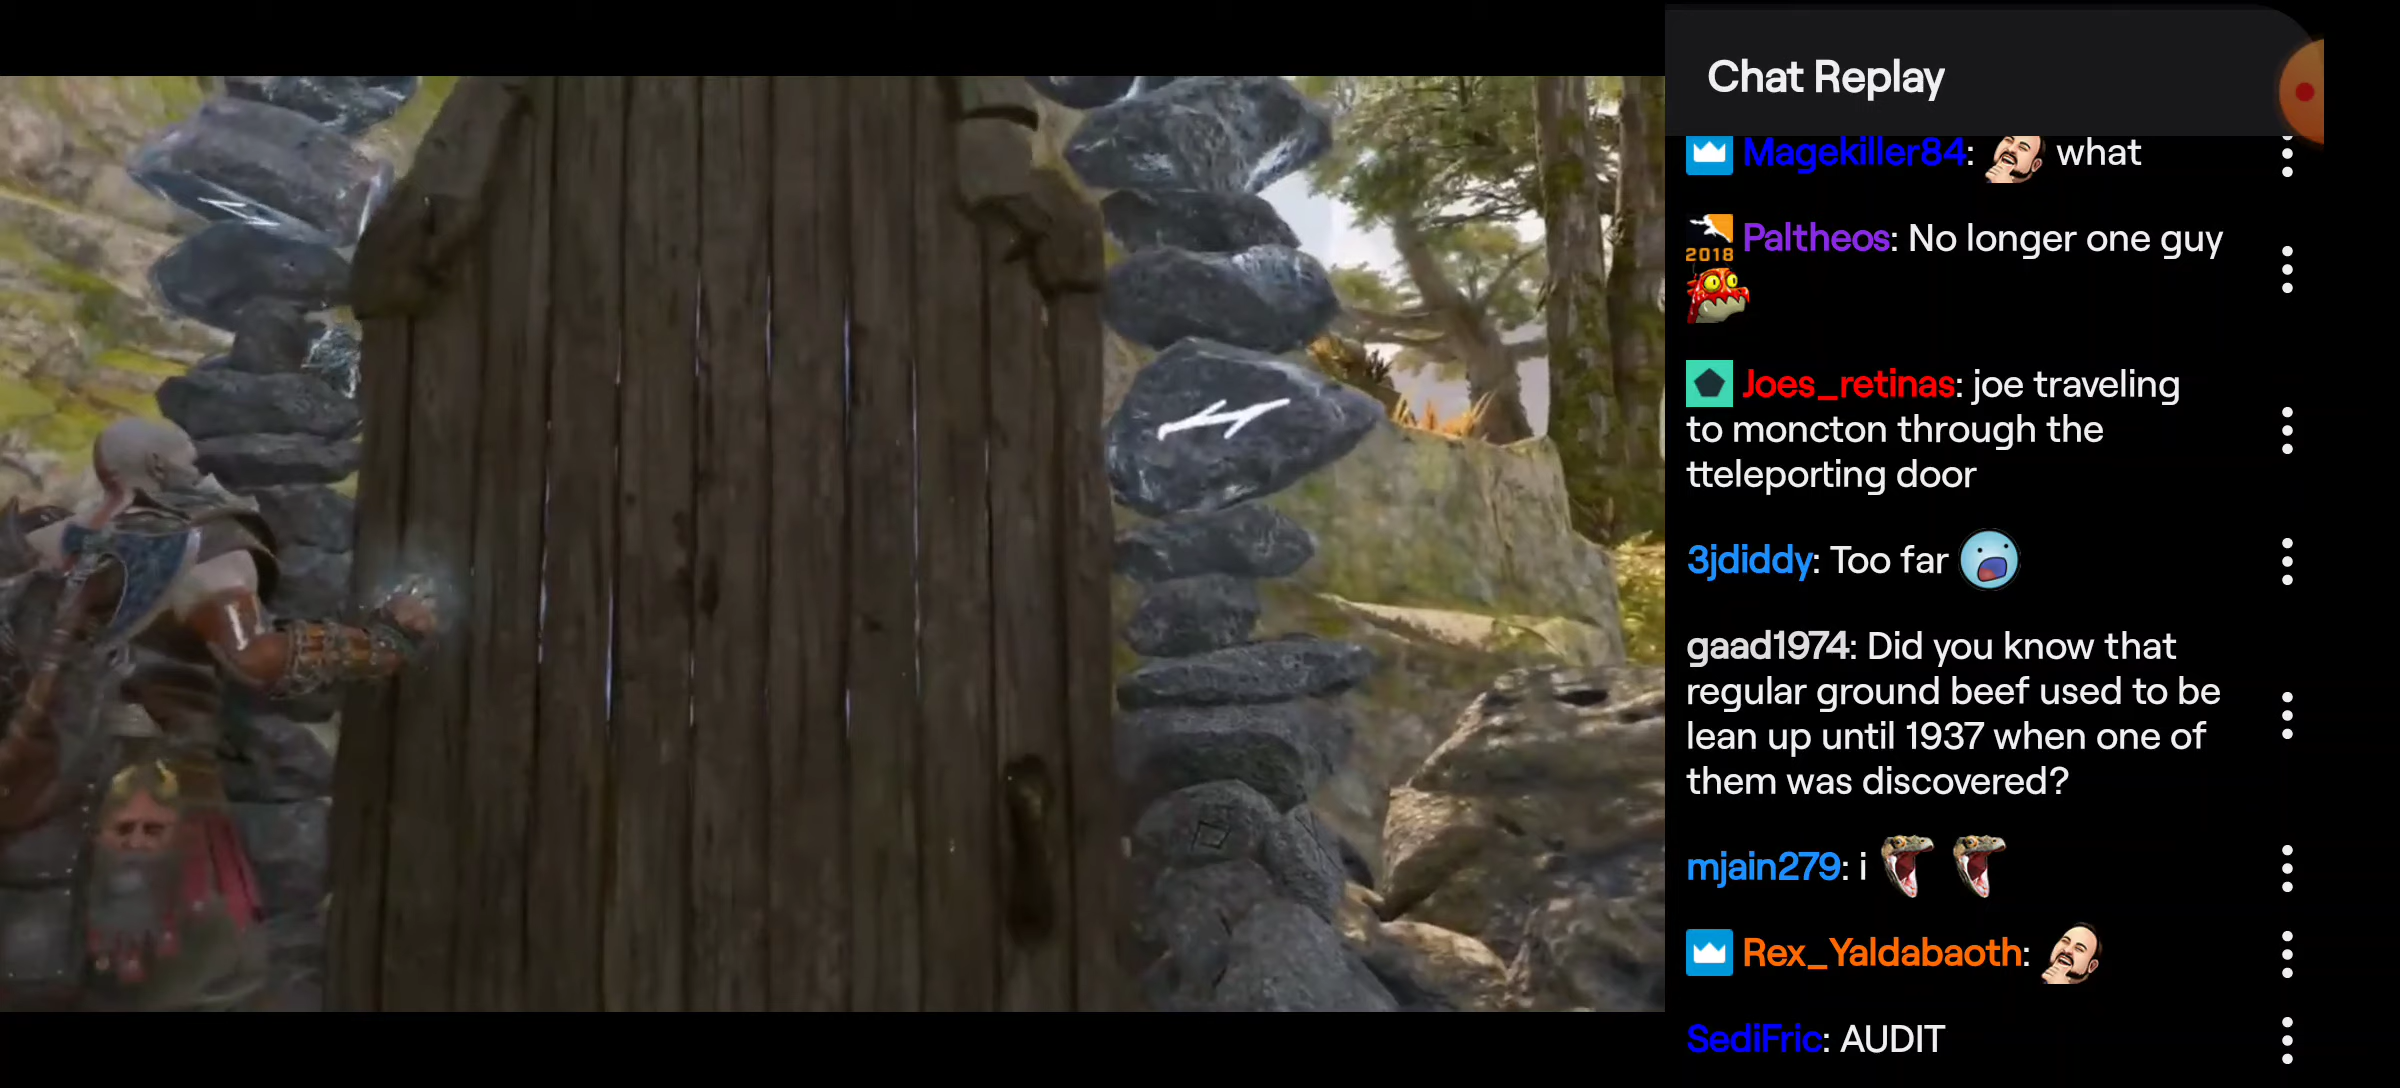 Chat Replay
Magekiller84: what
2018 Paltheos: No longer one guy
Joes_retinas: joe traveling
to moncton through the
tteleporting door
3jdiddy: Too far
gaad1974: Did you know that
regular ground beef used to be
lean up until 1937 when one of
them was discovered?
mjain279: i
Rex_Yaldabaoth:
SediFric: AUDIT